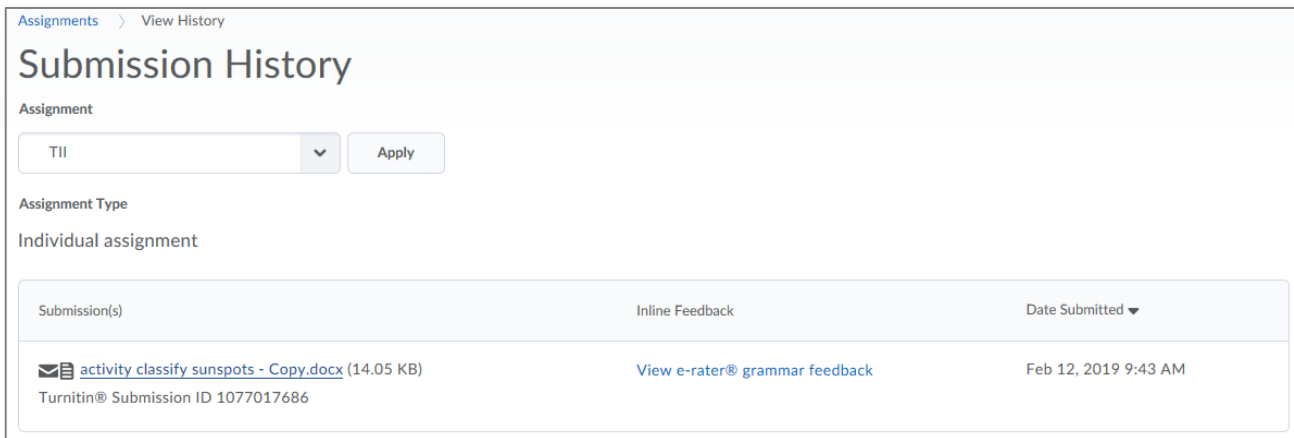 Assignments > View History
Submission History
Assignment
TII Apply
Assignment Type
Individual assignment
Submission(s) Inline Feedback Date Submitted
activity classify sunspots - Copy.docx (14.05 KB) View e-rater® grammar feedback Feb 12, 2019 9:43 AM
Turnitin® Submission ID 1077017686